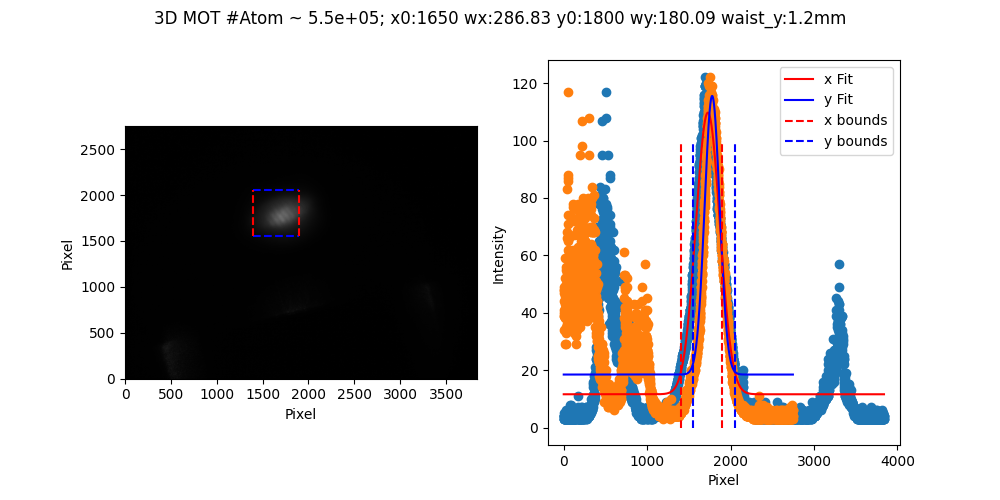 3D MOT #Atom ~ 5.5e+05; x0:1650 wx:286.83 y0:1800 wy:180.09 waist_y:1.2mm
2500
2000
1500
1000
500
0
Pixel
0 500 1000 1500 2000 2500 3000 3500
Pixel
120
100
80
60
40
20
0
Intensity
x Fit
y Fit
x bounds
y bounds
0 1000 2000 3000 4000
Pixel